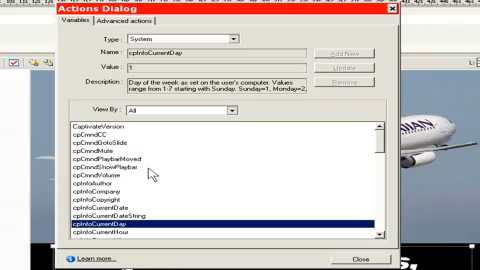 Actions Dialog
Variables
Advanced actions
Type : System
Name : cpInfoCurrentDay
Add New
Value : 1
Update
Description : Day of the week as set on the user's computer. Values
range from 1-7 starting with Sunday. Sunday=1, Monday=2,
Remove
View By : All
CaptivateVersion
cpCmndCC
cpCmndGotoSlide
cpCmndMute
cpCmndPlaybarMoved
cpCmndShowPlaybar
cpCmndVolume
cpInfoAuthor
cpInfoCompany
cpInfoCopyright
cpInfoCurrentDate
cpInfoCurrentDateString
cpInfoCurrentDay
cpInfoCurrentHour
Learn more...
Close